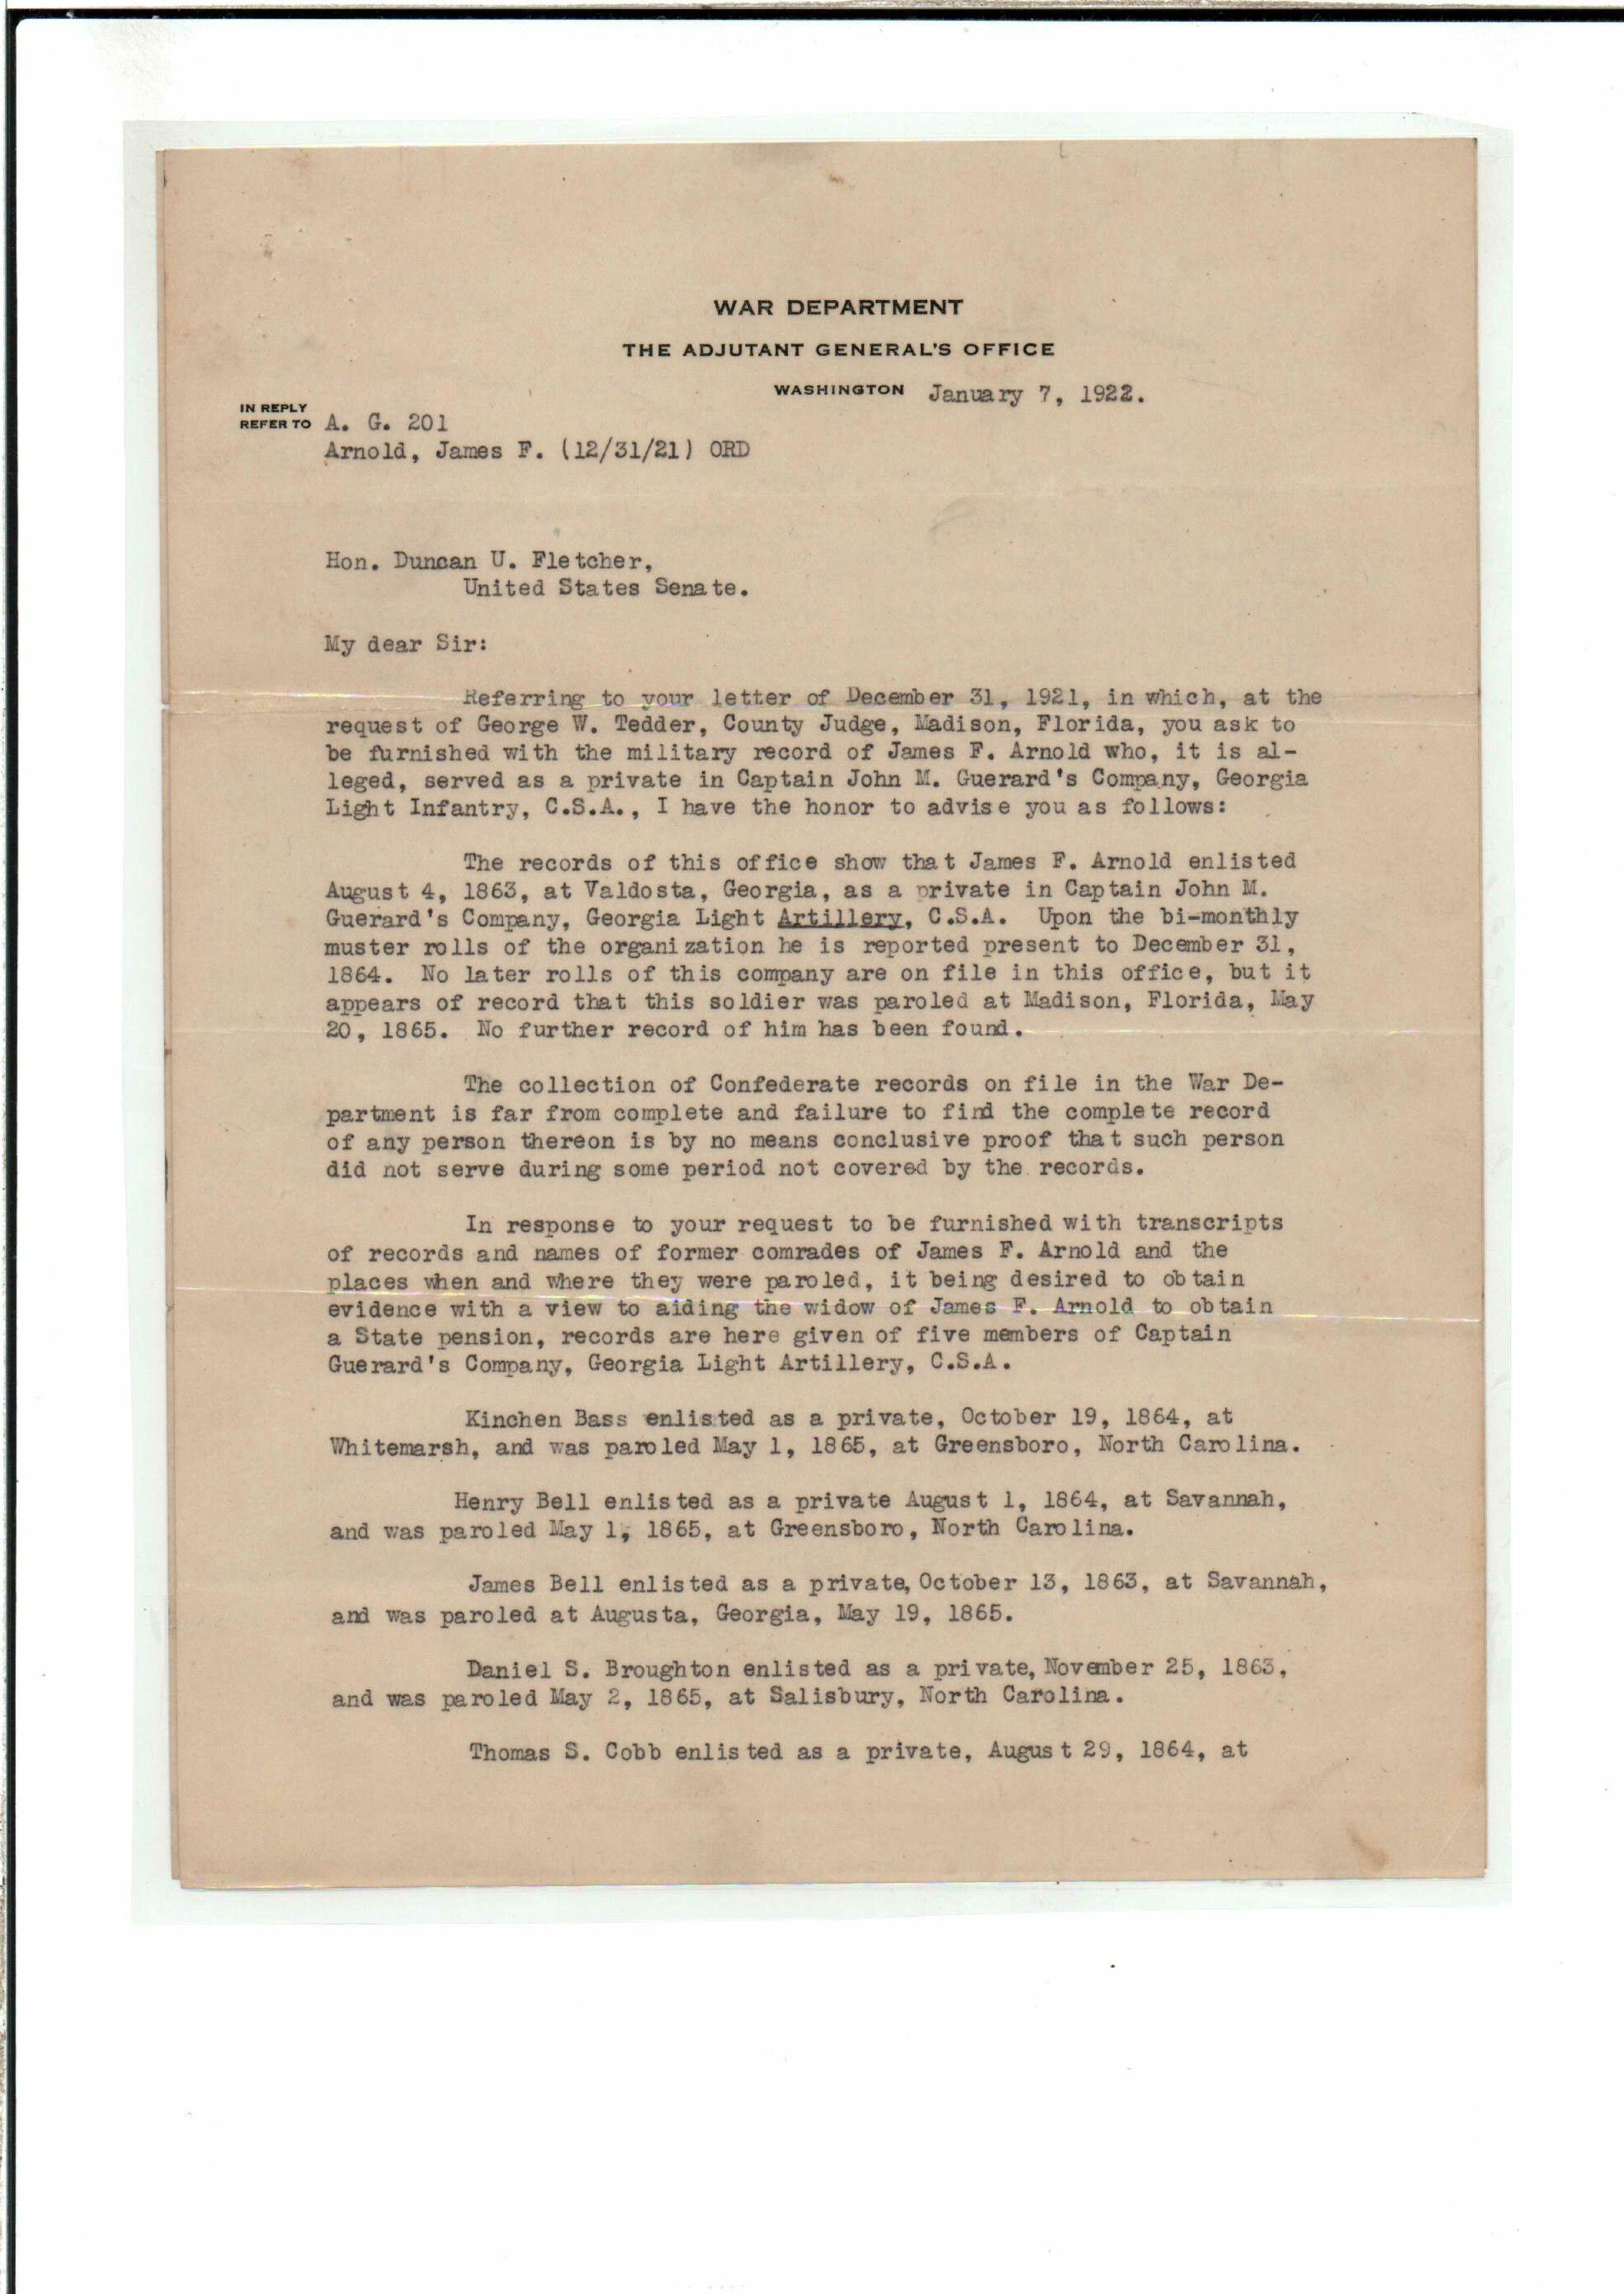 WAR DEPARTMENT
THE ADJUTANT GENERAL'S OFFICE
WASHINGTON January 7, 1922.
IN REPLY
REFER TO A. G. 201
Arnold, James F. (12/31/21) ORD
Hon. Duncan U. Fletcher,
United States Senate.
My dear Sir:
Referring to your letter of December 31, 1921, in which, at the
request of George W. Tedder, County Judge, Madison, Florida, you ask to
be furnished with the military record of James F. Arnold who, it is al-
leged, served as a private in Captain John M. Guerard's Company, Georgia
Light Infantry, C.S.A., I have the honor to advise you as follows:
The records of this office show that James F. Arnold enlisted
August 4, 1863, at Valdosta, Georgia, as a private in Captain John M.
Guerard's Company, Georgia Light Artillery, C.S.A. Upon the bi-monthly
muster rolls of the organization he is reported present to December 31,
1864. No later rolls of this company are on file in this office, but it
appears of record that this soldier was paroled at Madison, Florida, May
20, 1865. No further record of him has been found.
The collection of Confederate records on file in the War De-
partment is far from complete and failure to find the complete record
of any person thereon is by no means conclusive proof that such person
did not serve during some period not covered by the records.
In response to your request to be furnished with transcripts
of records and names of former comrades of James F. Arnold and the
places when and where they were paroled, it being desired to obtain
evidence with a view to aiding the widow of James F. Arnold to obtain
a State pension, records are here given of five members of Captain
Guerard's Company, Georgia Light Artillery, C.S.A.
Kinchen Bass enlisted as a private, October 19, 1864, at
Whitemarsh, and was paroled May 1, 1865, at Greensboro, North Carolina.
Henry Bell enlisted as a private August 1, 1864, at Savannah,
and was paroled May 1, 1865, at Greensboro, North Carolina.
James Bell enlisted as a private, October 13, 1863, at Savannah,
and was paroled at Augusta, Georgia, May 19, 1865.
Daniel S. Broughton enlisted as a private, November 25, 1863,
and was paroled May 2, 1865, at Salisbury, North Carolina.
Thomas S. Cobb enlisted as a private, August 29, 1864, at